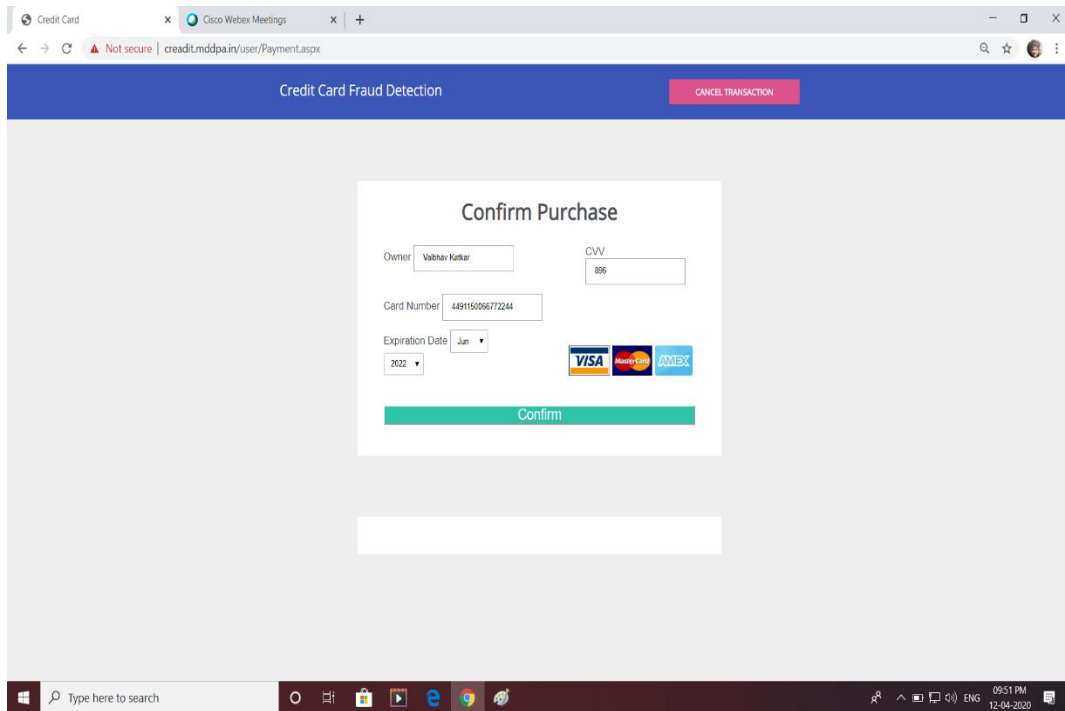 Credit Card
Cisco Webex Meetings
Not secure | creadit.mddpa.in/user/Payment.aspx
Credit Card Fraud Detection
CANCEL TRANSACTION
Confirm Purchase
Owner Vaibhav Katkar
CVV
896
Card Number 4491150066772244
Expiration Date Jun
2022
VISA MasterCard AMEX
Confirm
Type here to search
ENG
09:51 PM
12-04-2020